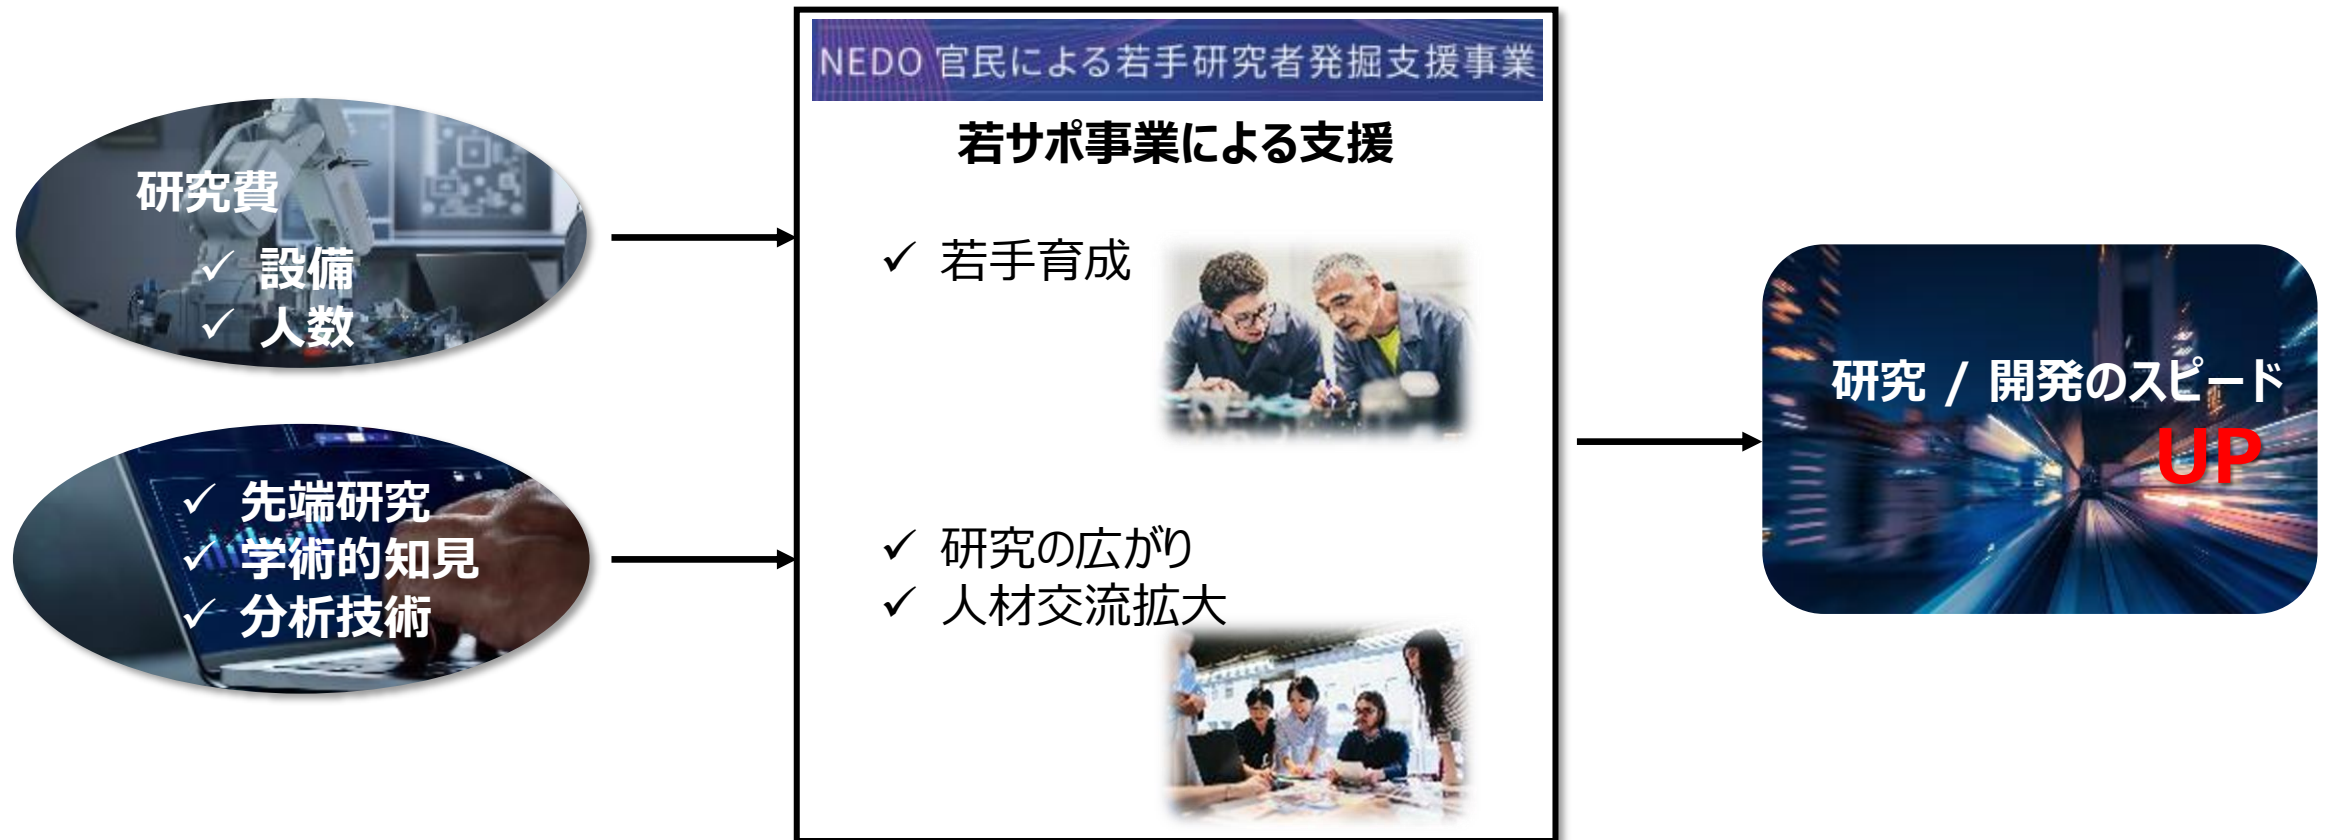 研究費
✓ 設備
✓ 人数
✓ 先端研究
✓ 学術的知見
✓ 分析技術
NEDO 官民による若手研究者発掘支援事業
若サポ事業による支援
✓ 若手育成
✓ 研究の広がり
✓ 人材交流拡大
研究 / 開発のスピード
UP